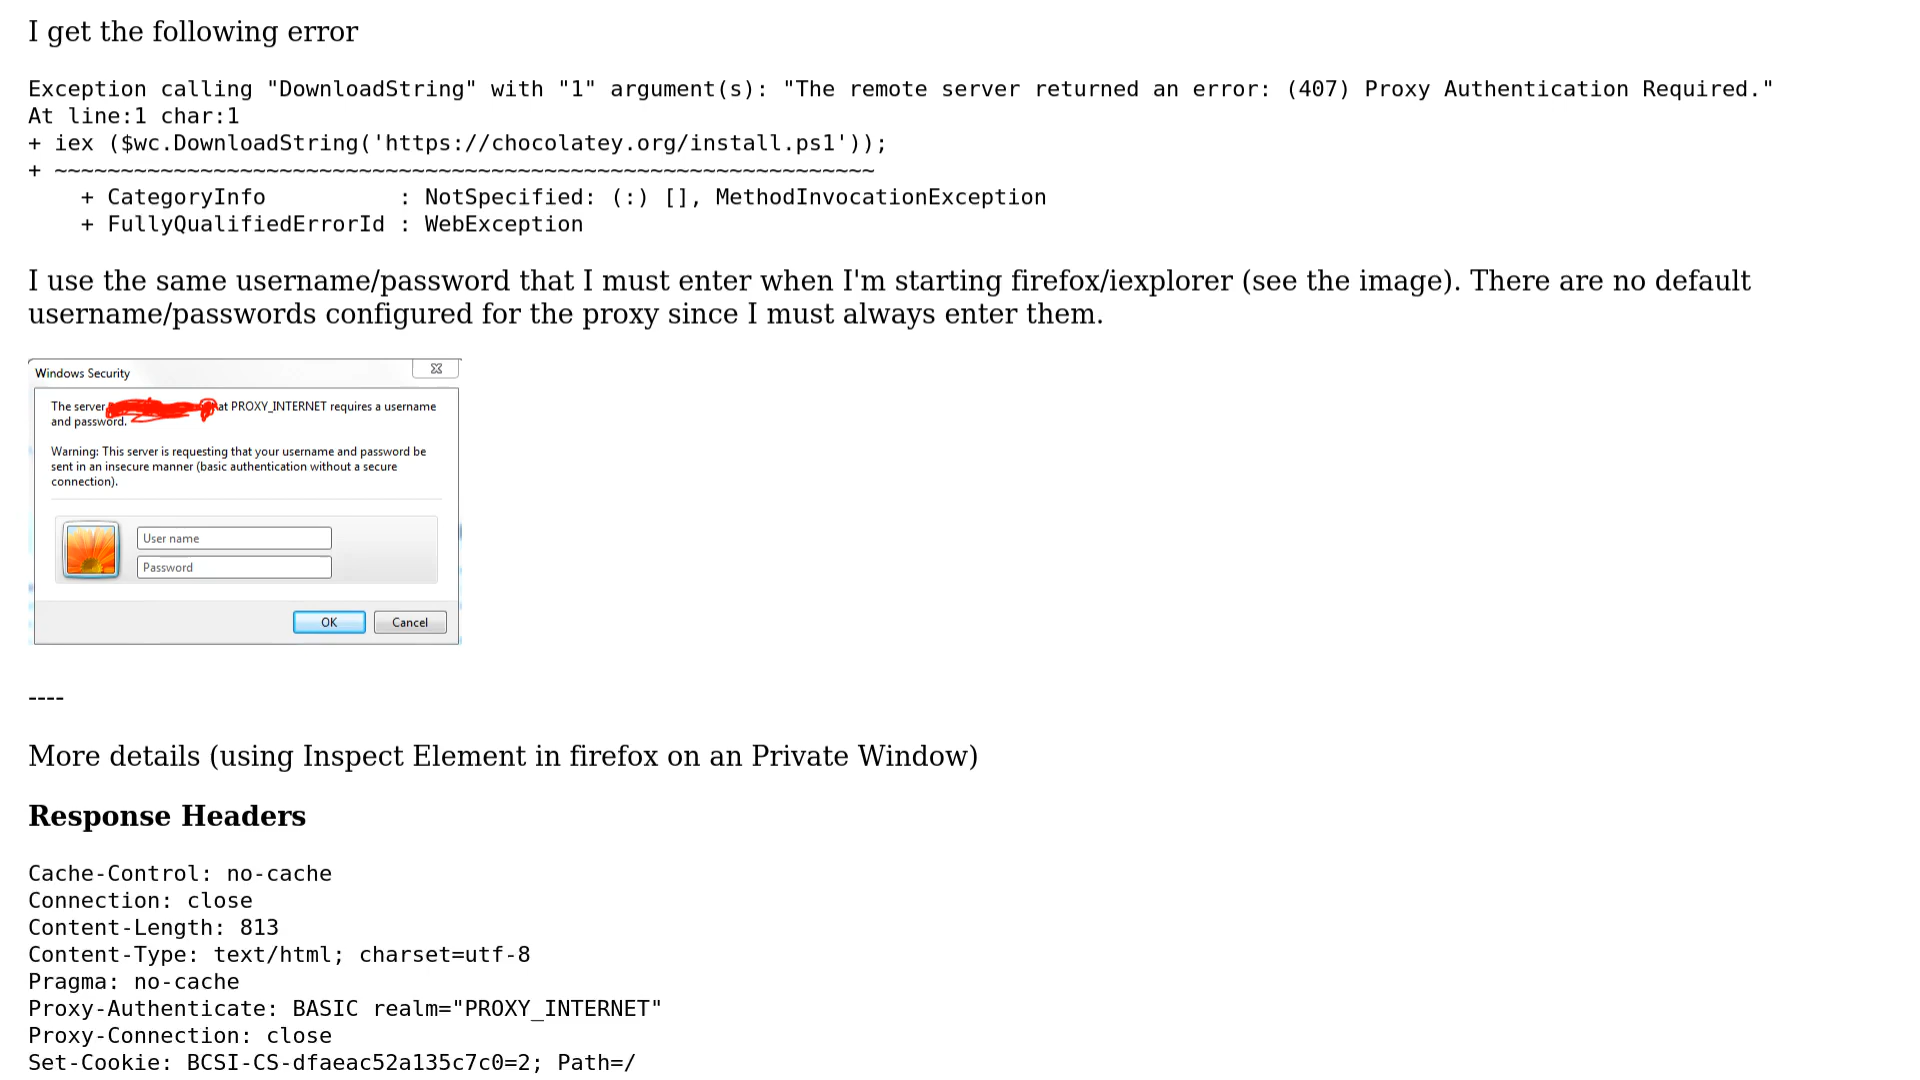 I get the following error
Exception calling "DownloadString" with "1" argument(s): "The remote server returned an error: (407) Proxy Authentication Required."
At line:1 char:1
+ iex ($wc.DownloadString('https://chocolatey.org/install.ps1'));
+ ~~~~~~~~~~~~~~~~~~~~~~~~~~~~~~~~~~~~~~~~~~~~~~~~~~~~~~~~~~~~~~
    + CategoryInfo          : NotSpecified: (:) [], MethodInvocationException
    + FullyQualifiedErrorId : WebException
I use the same username/password that I must enter when I'm starting firefox/iexplorer (see the image). There are no default
username/passwords configured for the proxy since I must always enter them.
Windows Security
The server at PROXY_INTERNET requires a username
and password.
Warning: This server is requesting that your username and password be
sent in an insecure manner (basic authentication without a secure
connection).
User name
Password
OK Cancel
----
More details (using Inspect Element in firefox on an Private Window)
Response Headers
Cache-Control: no-cache
Connection: close
Content-Length: 813
Content-Type: text/html; charset=utf-8
Pragma: no-cache
Proxy-Authenticate: BASIC realm="PROXY_INTERNET"
Proxy-Connection: close
Set-Cookie: BCSI-CS-dfaeac52a135c7c0=2; Path=/